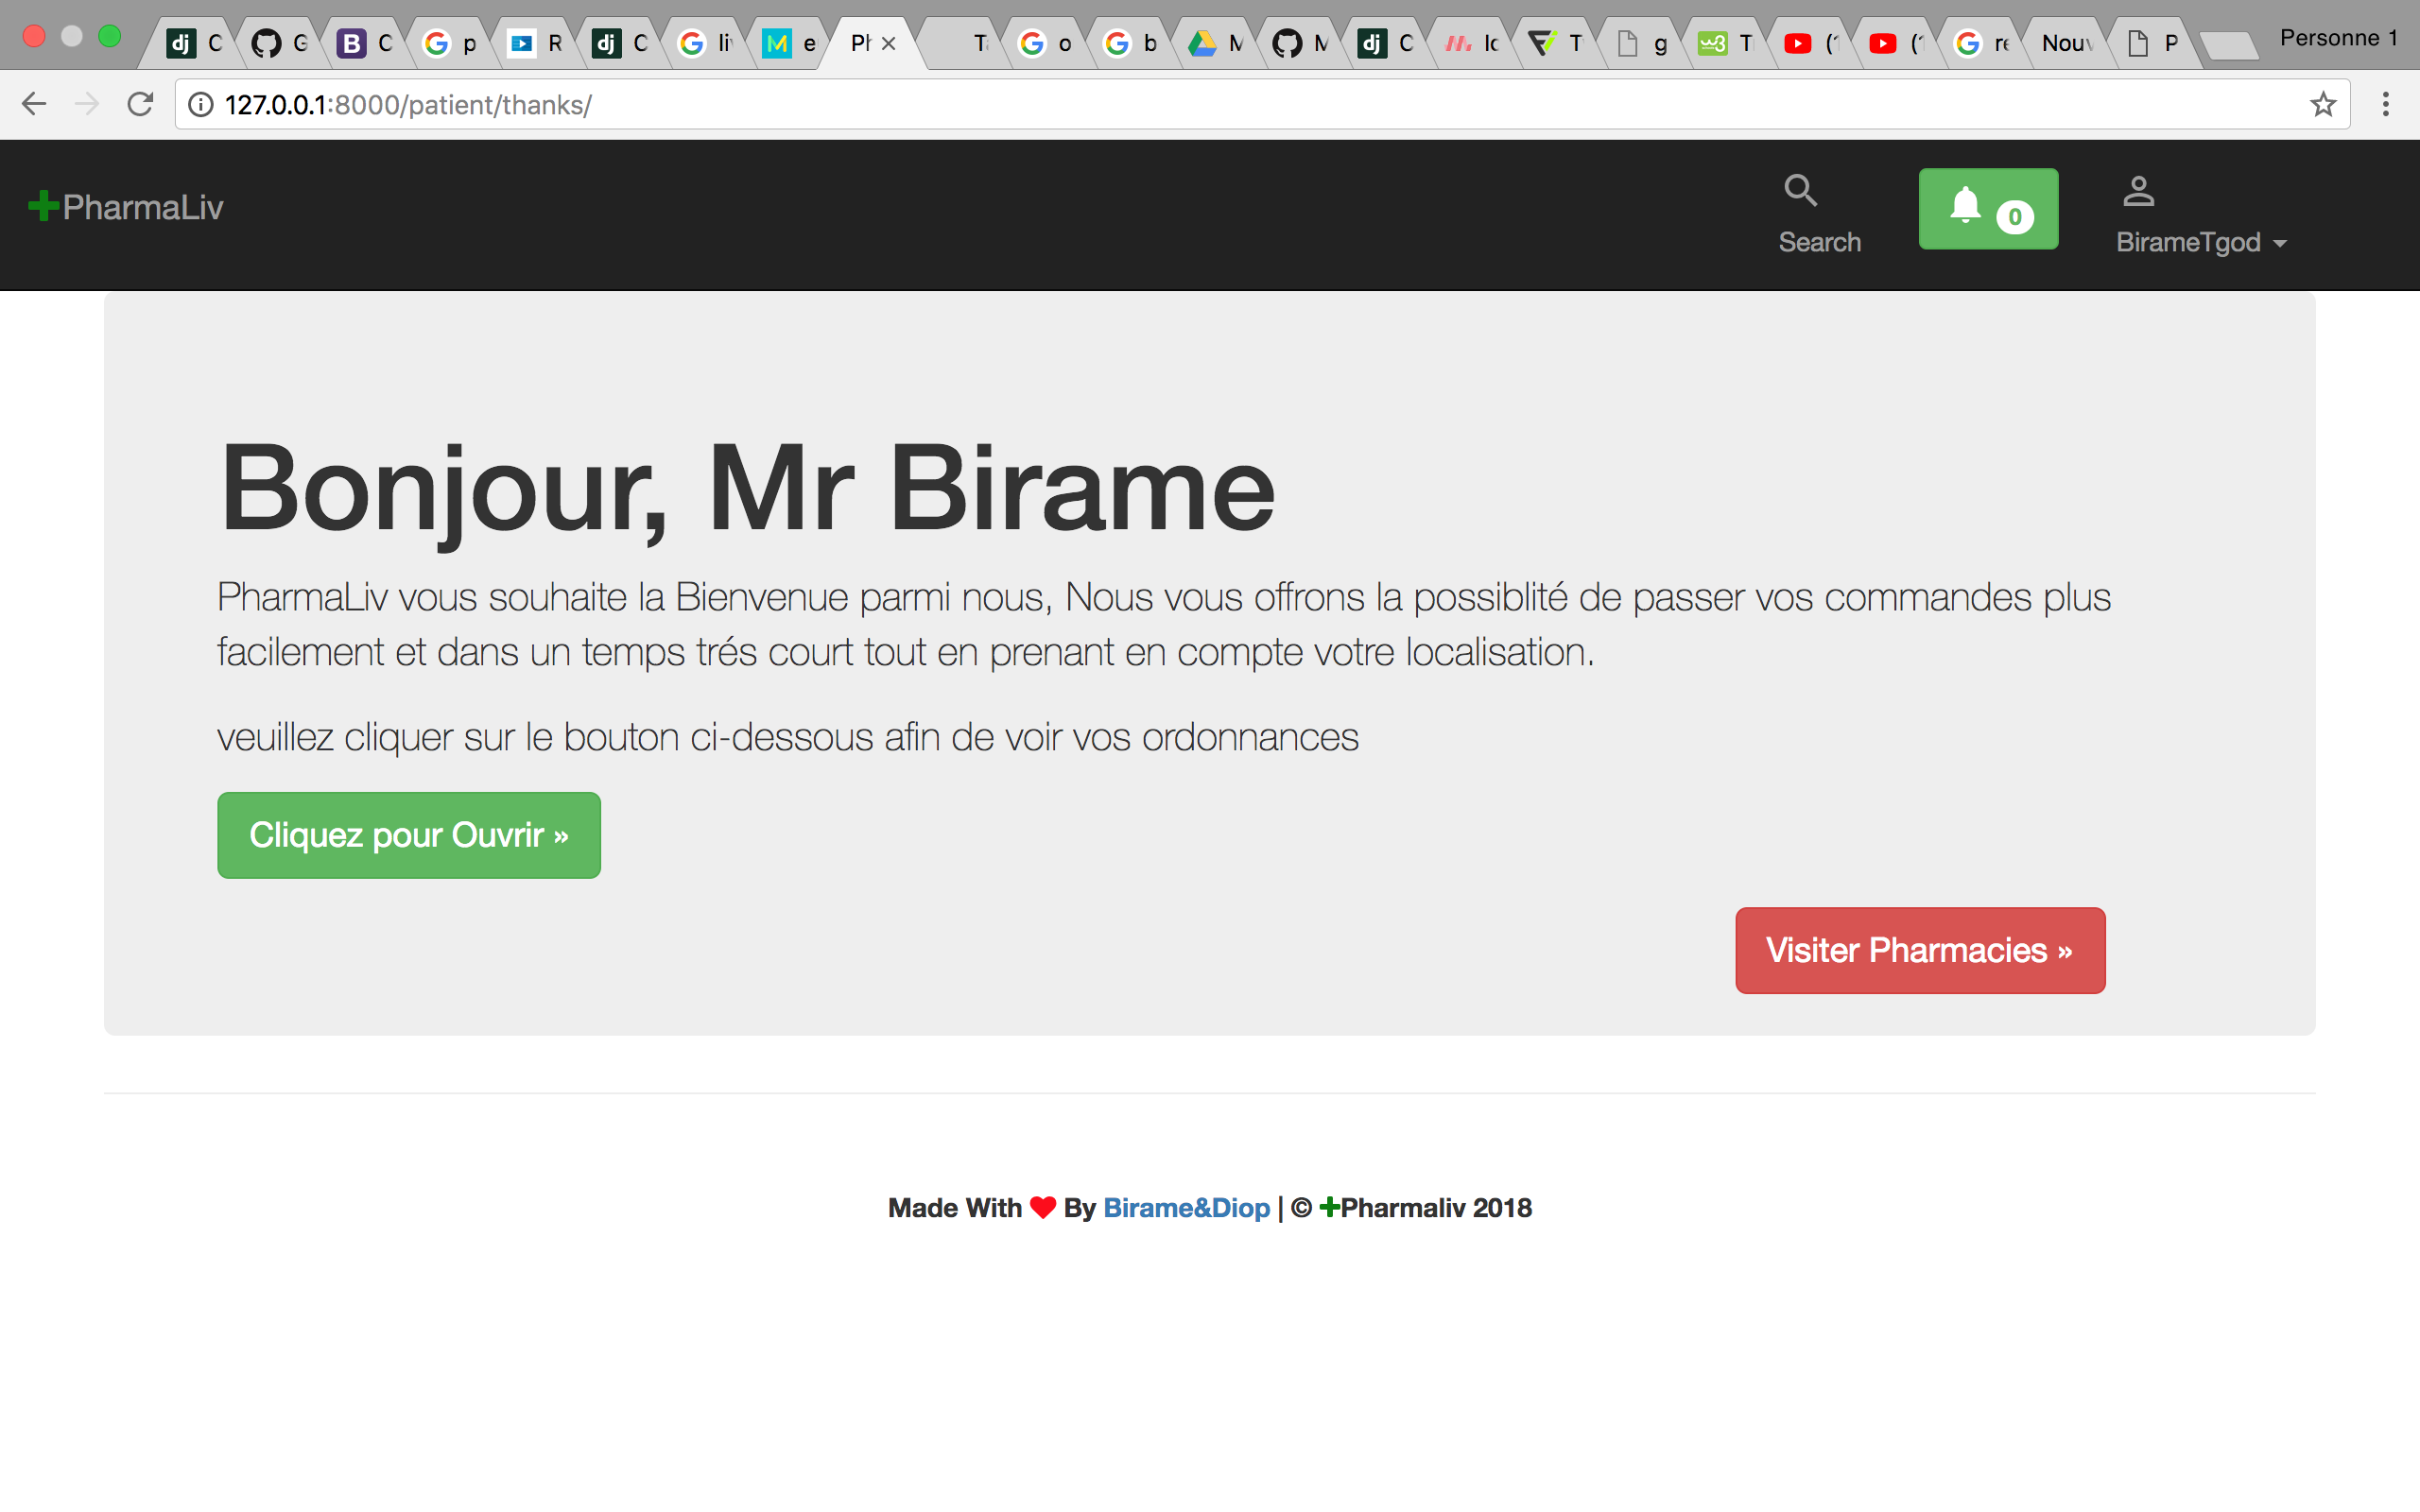 dj C G B C p R dj C li M e Ph T o b M M dj C Ic T g w3 T (1 (1 re Nouv P Personne 1
127.0.0.1:8000/patient/thanks/
PharmaLiv
Search
0
BirameTgod
Bonjour, Mr Birame
PharmaLiv vous souhaite la Bienvenue parmi nous, Nous vous offrons la possiblité de passer vos commandes plus
facilement et dans un temps trés court tout en prenant en compte votre localisation.
veuillez cliquer sur le bouton ci-dessous afin de voir vos ordonnances
Cliquez pour Ouvrir »
Visiter Pharmacies »
Made With ❤ By Birame&Diop | © +Pharmaliv 2018